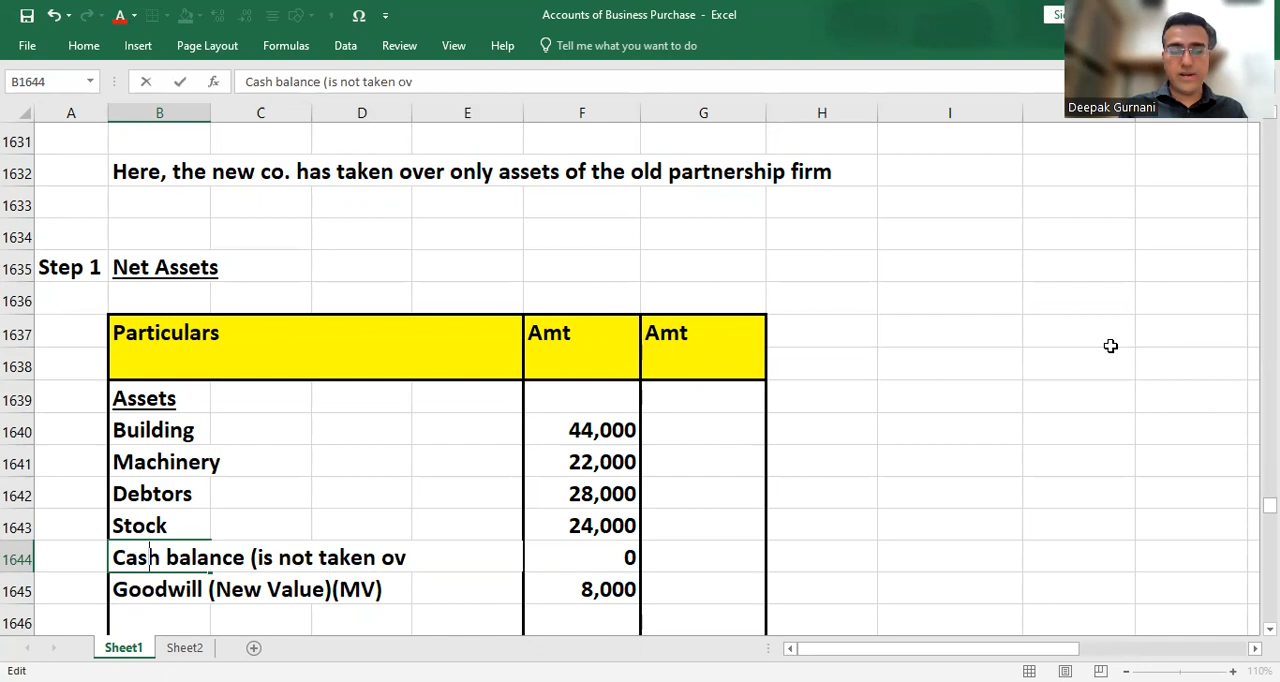 Accounts of Business Purchase - Excel
Deepak Gurnani
File Home Insert Page Layout Formulas Data Review View Help Tell me what you want to do
B1644 Cash balance (is not taken ov
A B C D E F G H I
1631
1632 Here, the new co. has taken over only assets of the old partnership firm
1633
1634
1635 Step 1 Net Assets
1636
1637 Particulars Amt Amt
1638
1639 Assets
1640 Building 44,000
1641 Machinery 22,000
1642 Debtors 28,000
1643 Stock 24,000
1644 Cash balance (is not taken ov 0
1645 Goodwill (New Value)(MV) 8,000
1646
Sheet1 Sheet2
Edit 110%